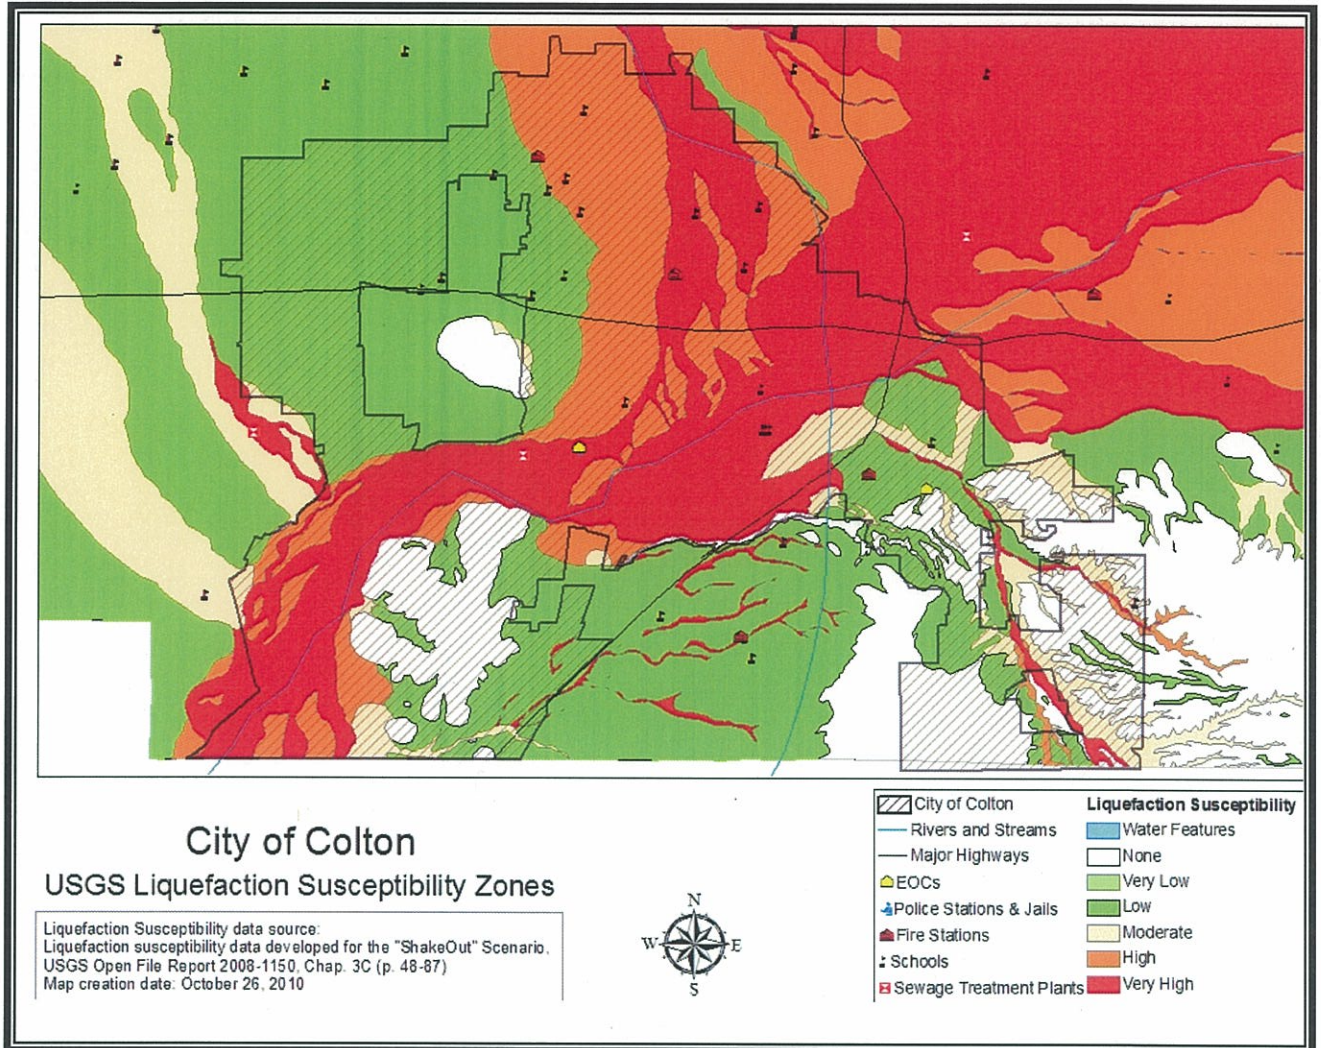 City of Colton
USGS Liquefaction Susceptibility Zones
Liquefaction Susceptibility data source:
Liquefaction susceptibility data developed for the "ShakeOut" Scenario,
USGS Open File Report 2008-1150, Chap. 3C (p. 48-87)
Map creation date: October 26, 2010
N
W E
S
City of Colton
Rivers and Streams
Major Highways
EOCs
Police Stations & Jails
Fire Stations
Schools
Sewage Treatment Plants
Liquefaction Susceptibility
Water Features
None
Very Low
Low
Moderate
High
Very High